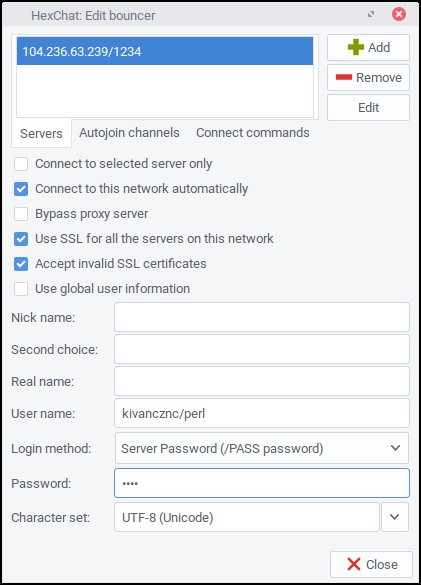 HexChat: Edit bouncer
104.236.63.239/1234
Add
Remove
Edit
Servers Autojoin channels Connect commands
Connect to selected server only
Connect to this network automatically
Bypass proxy server
Use SSL for all the servers on this network
Accept invalid SSL certificates
Use global user information
Nick name:
Second choice:
Real name:
User name: kivancznc/perl
Login method: Server Password (/PASS password)
Password: ••••
Character set: UTF-8 (Unicode)
Close